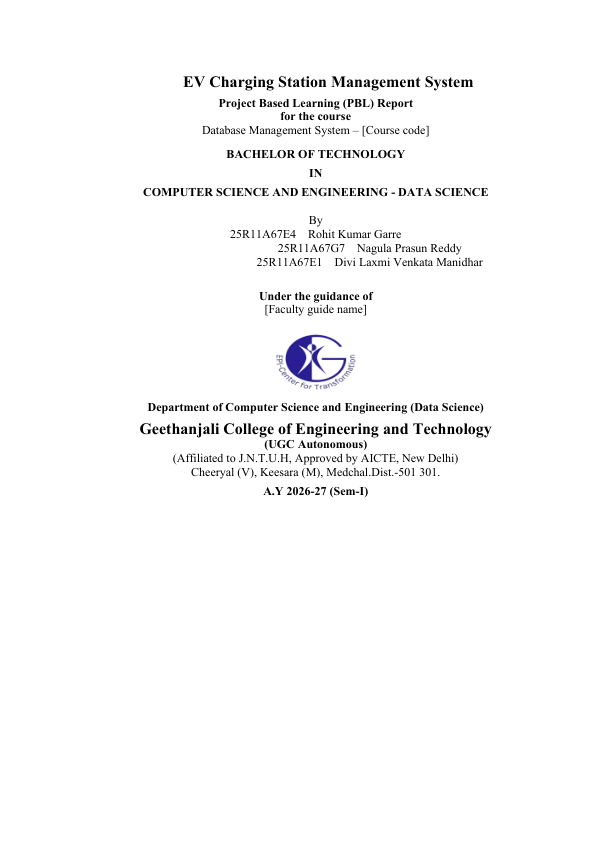 EV Charging Station Management System
Project Based Learning (PBL) Report
for the course
Database Management System – [Course code]
BACHELOR OF TECHNOLOGY
IN
COMPUTER SCIENCE AND ENGINEERING - DATA SCIENCE
By
25R11A67E4 Rohit Kumar Garre
25R11A67G7 Nagula Prasun Reddy
25R11A67E1 Divi Laxmi Venkata Manidhar
Under the guidance of
[Faculty guide name]
EPI-Center for Transformation
Department of Computer Science and Engineering (Data Science)
Geethanjali College of Engineering and Technology
(UGC Autonomous)
(Affiliated to J.N.T.U.H, Approved by AICTE, New Delhi)
Cheeryal (V), Keesara (M), Medchal.Dist.-501 301.
A.Y 2026-27 (Sem-I)